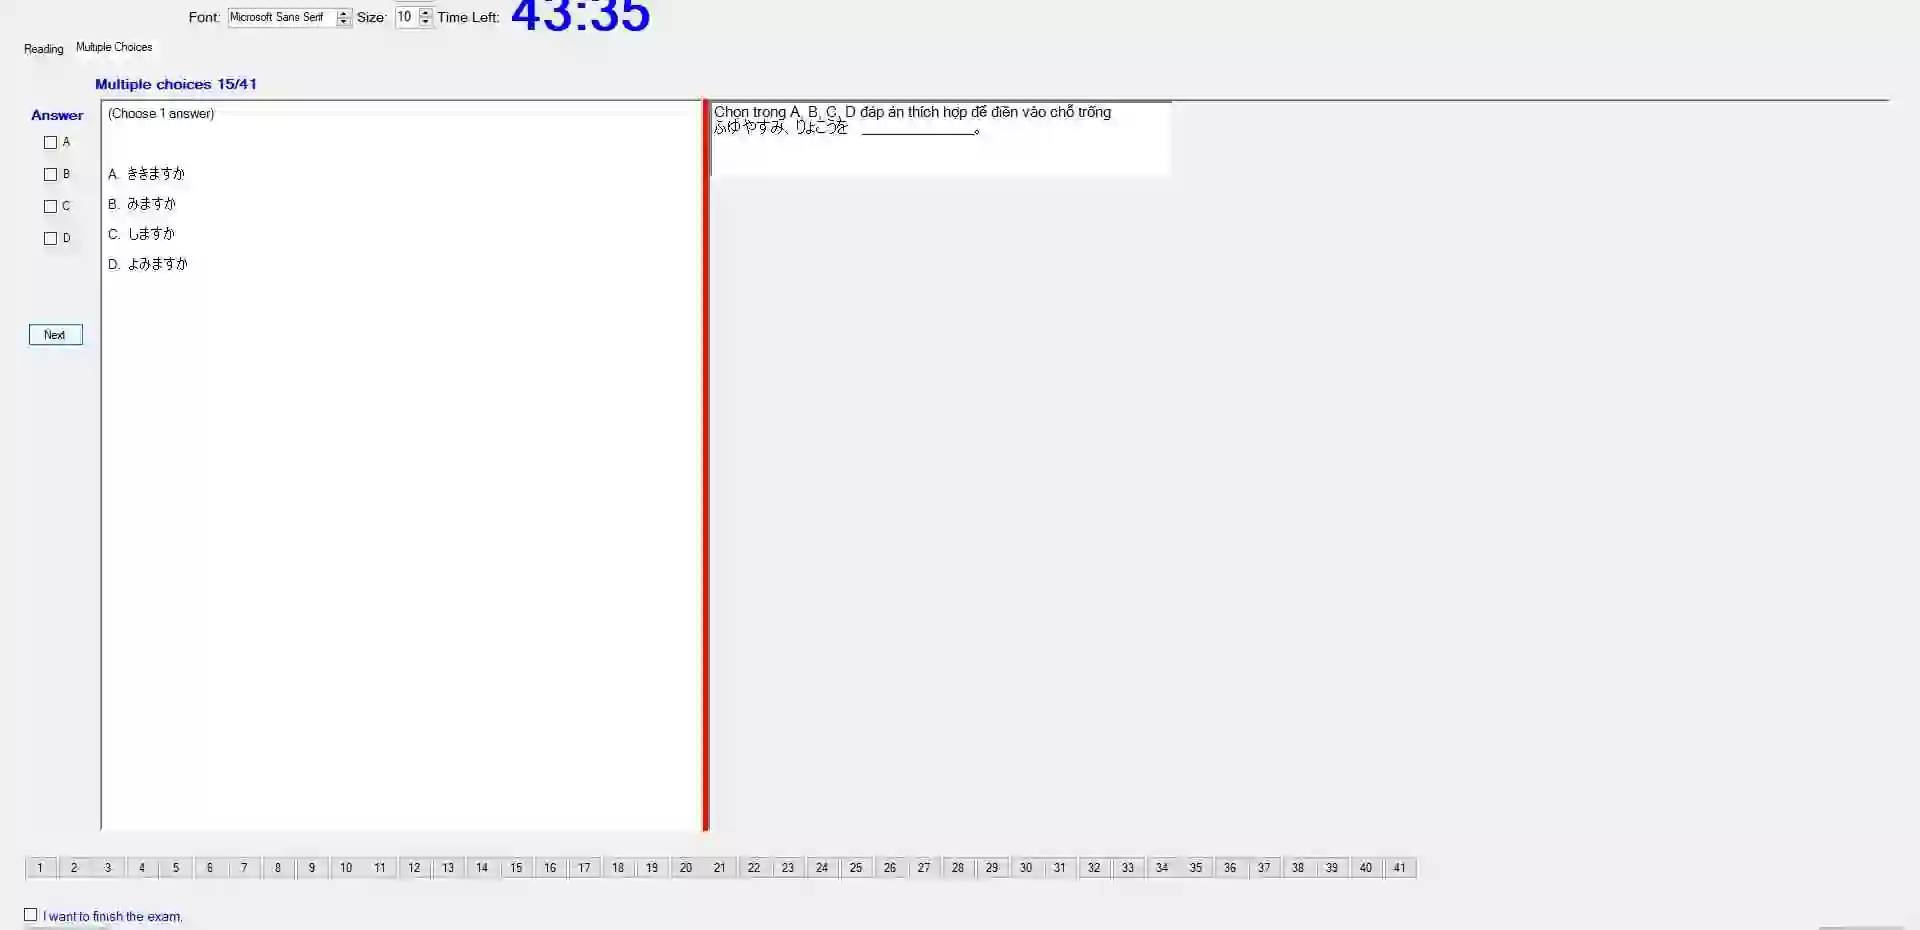 Font: Microsoft Sans Serif Size: 10 Time Left: 43:35
Reading Multiple Choices
Multiple choices 15/41
Answer
A
B
C
D
Next
(Choose 1 answer)
A. ききますか
B. みますか
C. しますか
D. よみますか
Chọn trong A, B, C, D đáp án thích hợp để điền vào chỗ trống
ふゆやすみ、りょこうを ______________。
1 2 3 4 5 6 7 8 9 10 11 12 13 14 15 16 17 18 19 20 21 22 23 24 25 26 27 28 29 30 31 32 33 34 35 36 37 38 39 40 41
I want to finish the exam.